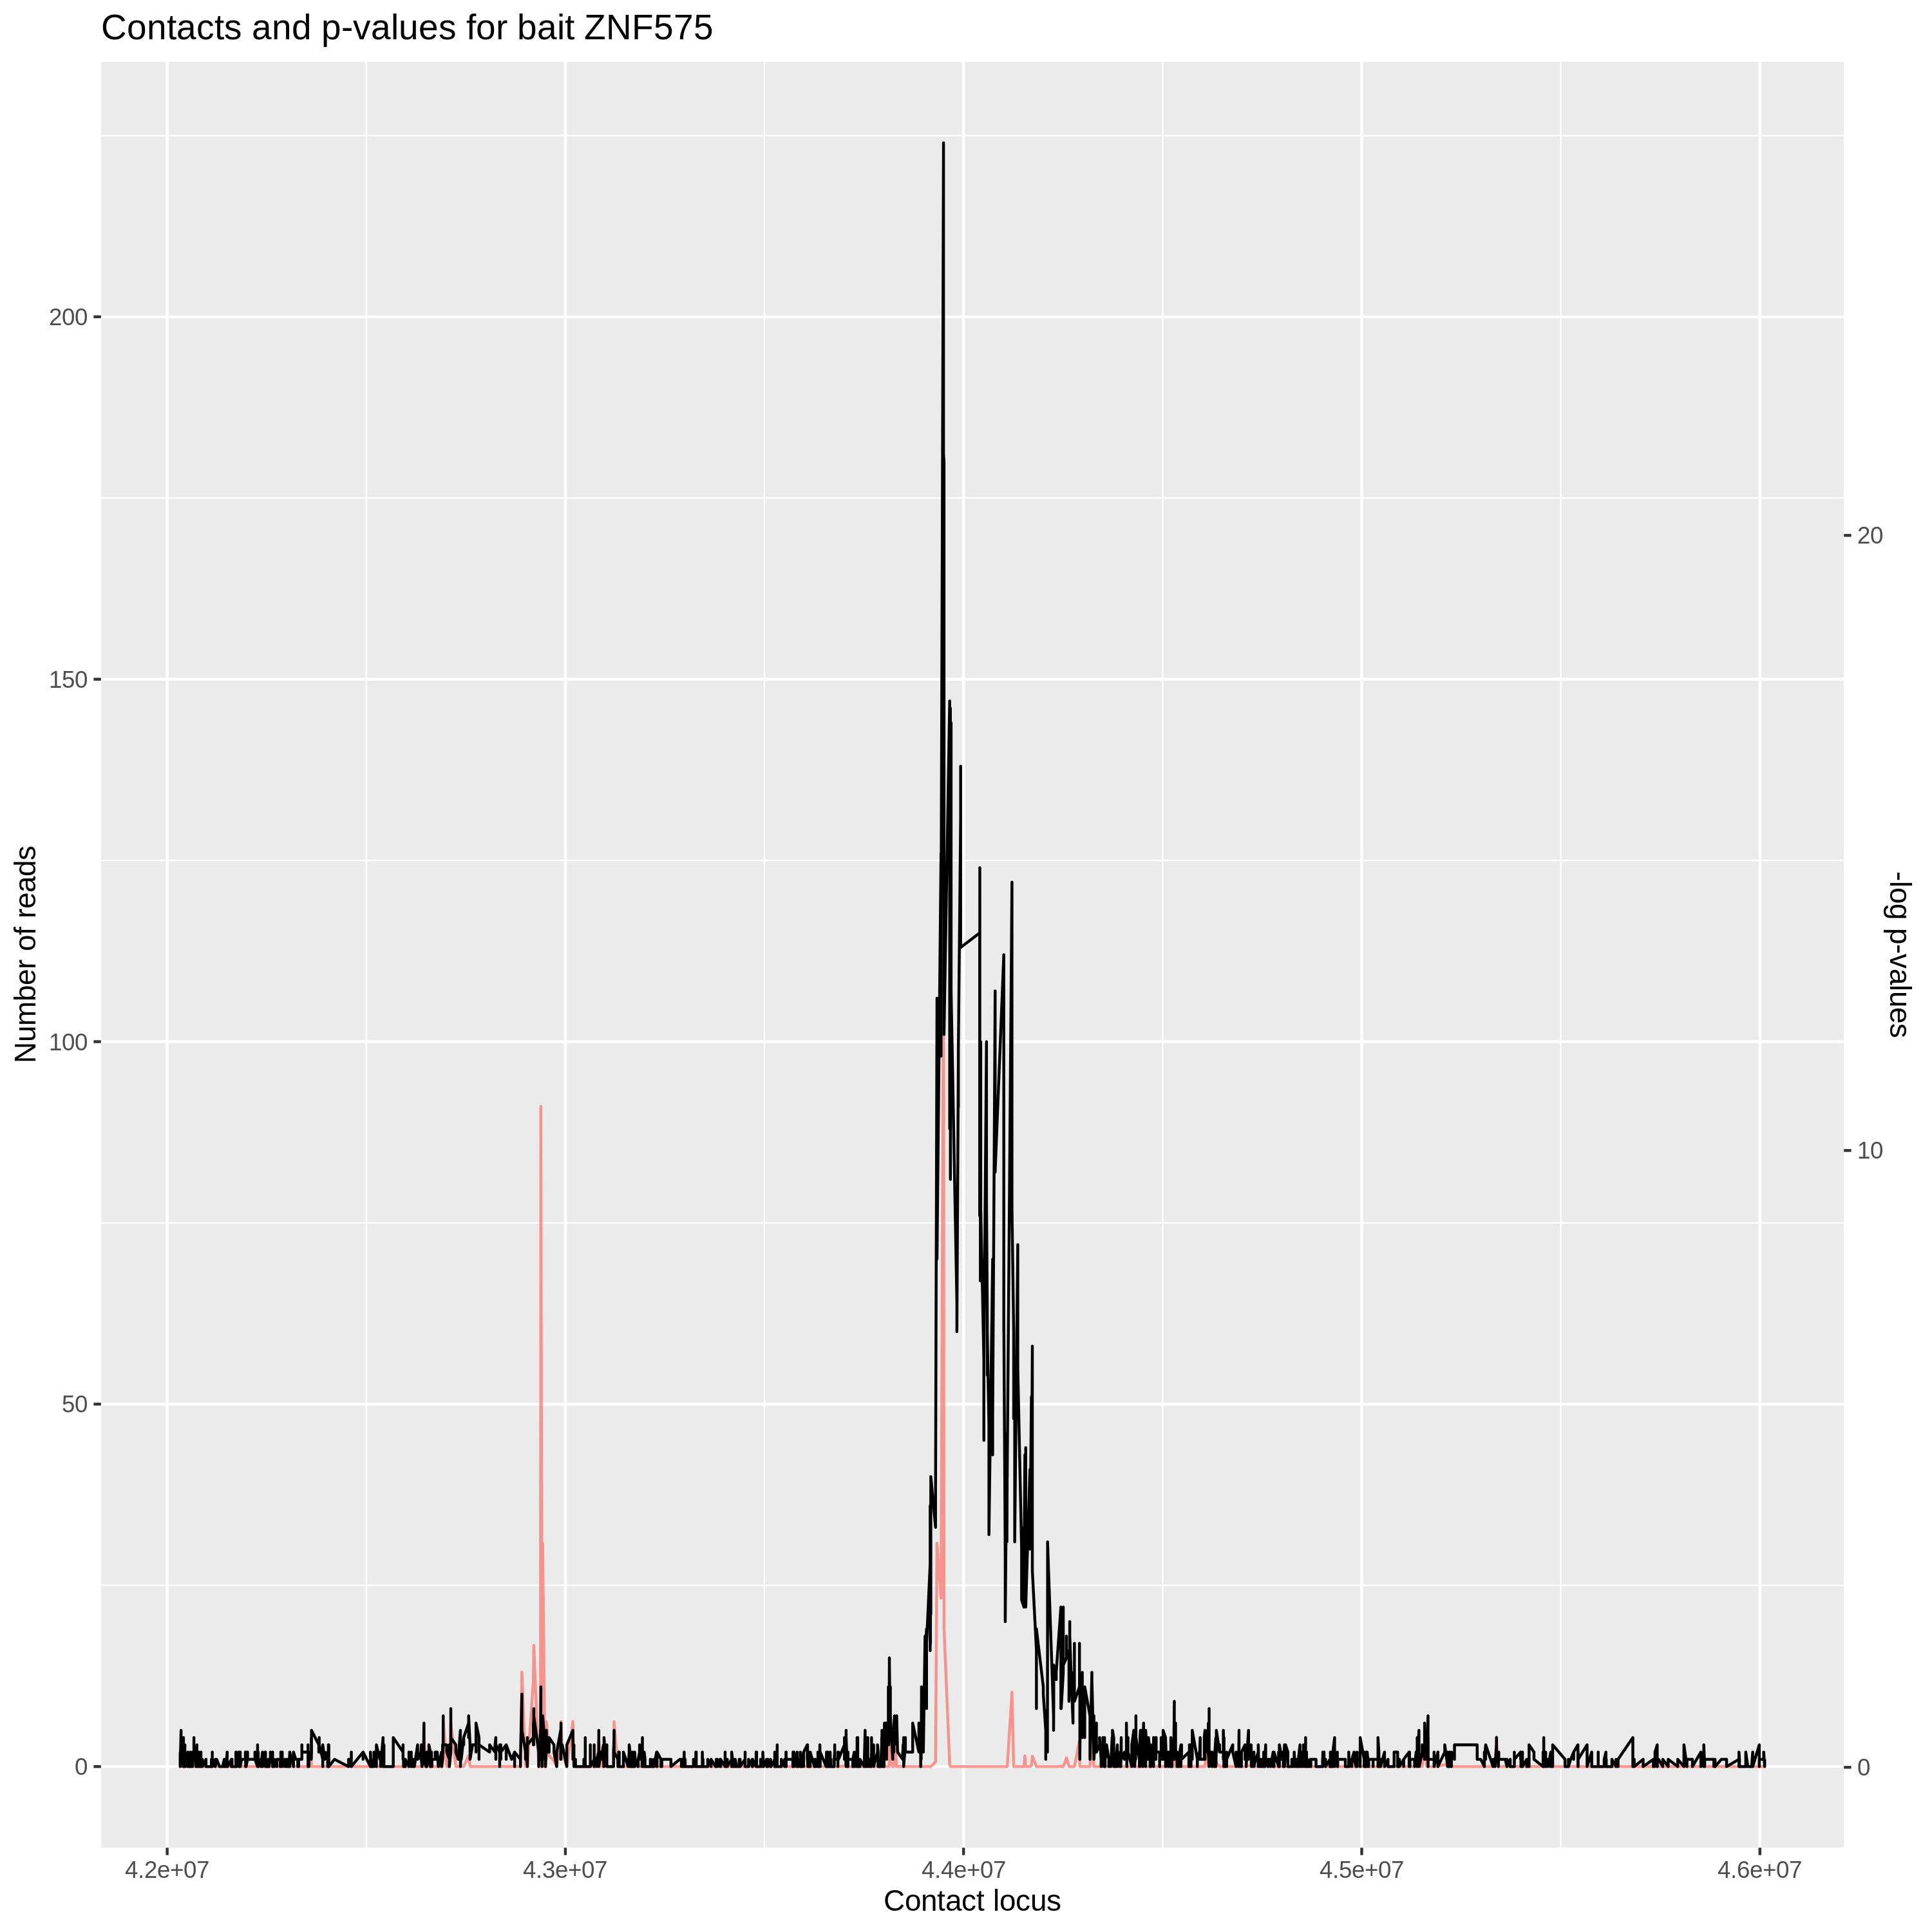 Contacts and p-values for bait ZNF575
Number of reads
200
150
100
50
0
20
10
0
-log p-values
4.2e+07 4.3e+07 4.4e+07 4.5e+07 4.6e+07
Contact locus